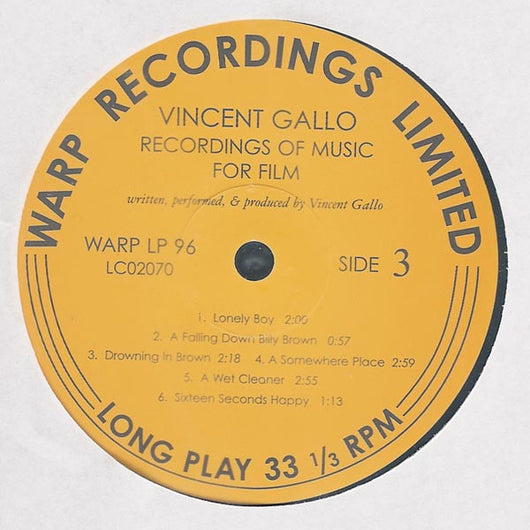 WARP RECORDINGS LIMITED
VINCENT GALLO
RECORDINGS OF MUSIC
FOR FILM
written, performed, & produced by Vincent Gallo
WARP LP 96
LC02070
SIDE 3
1. Lonely Boy 2:00
2. A Falling Down Billy Brown 0:57
3. Drowning In Brown 2:18 4. A Somewhere Place 2:59
5. A Wet Cleaner 2:55
6. Sixteen Seconds Happy 1:13
LONG PLAY 33 1/3 RPM